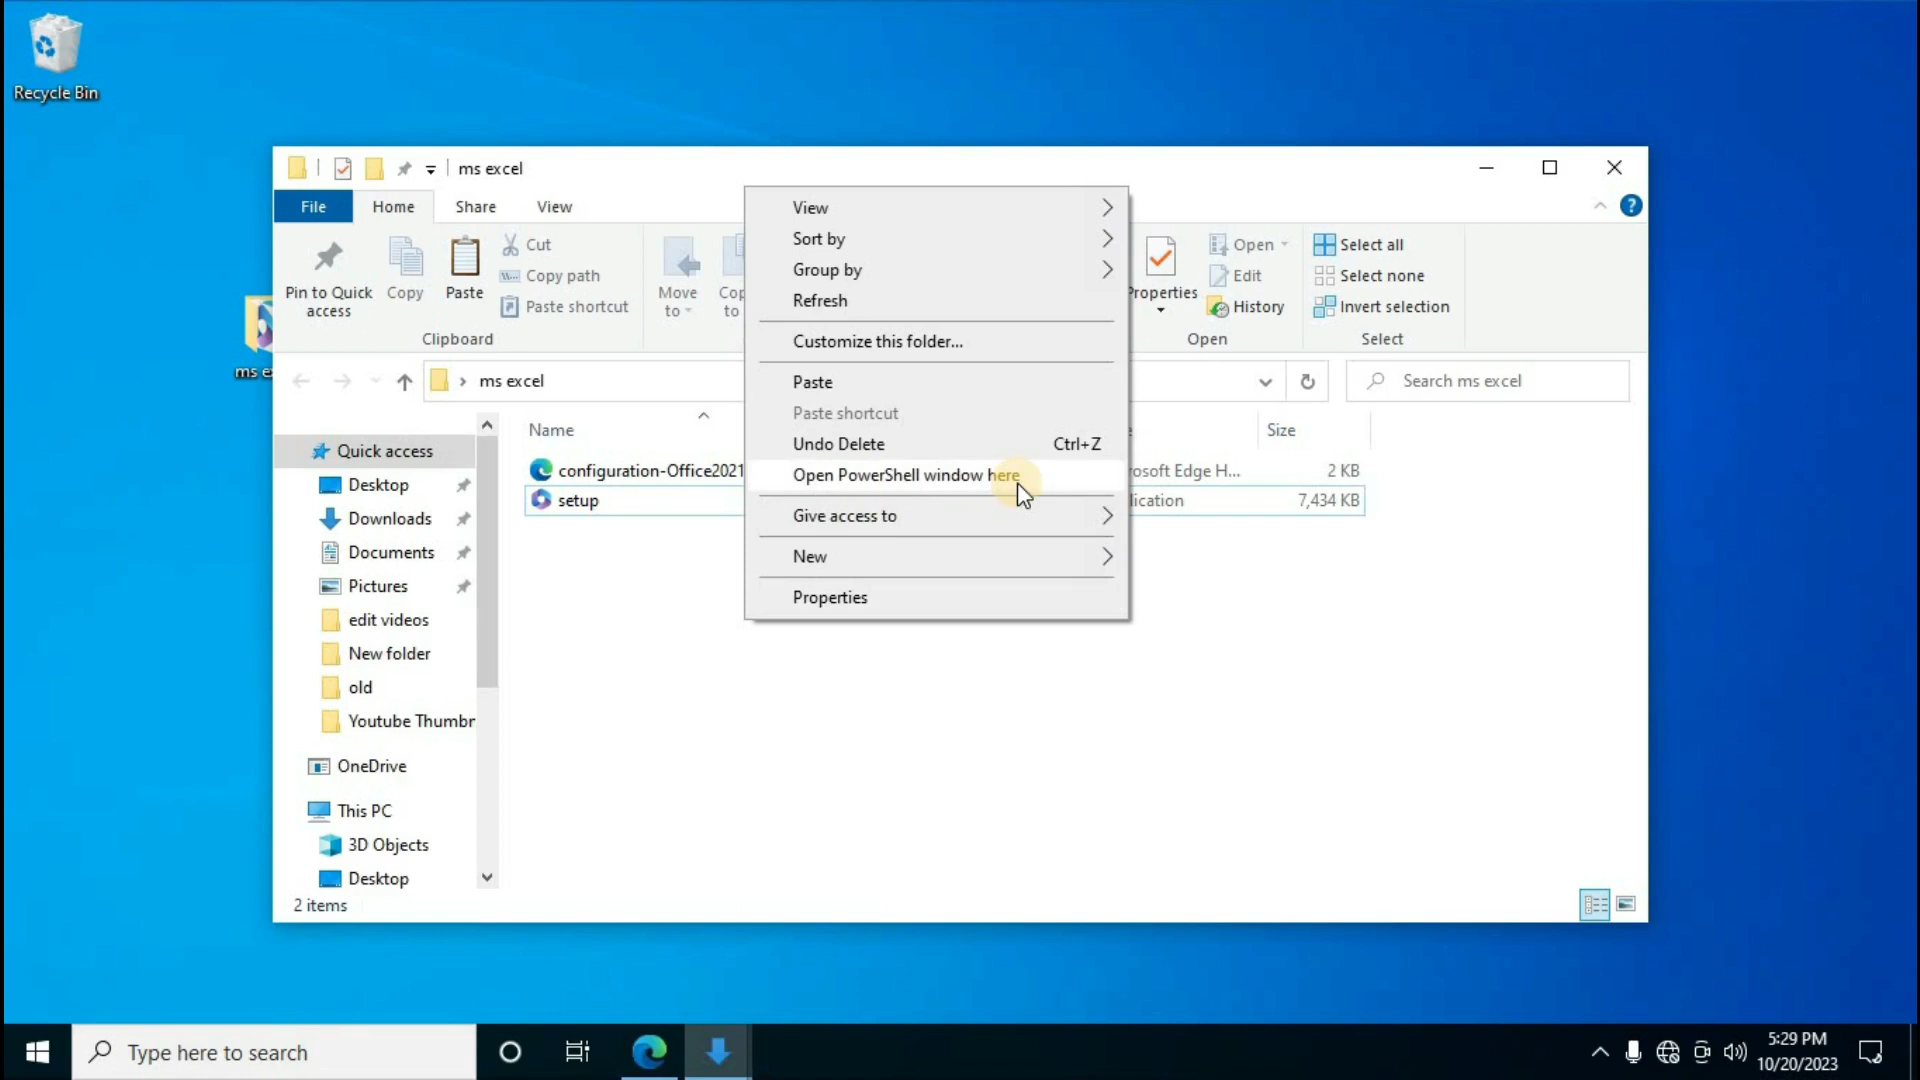 Recycle Bin
ms excel
File
Home
Share
View
Pin to Quick access
Copy
Paste
Cut
Copy path
Paste shortcut
Clipboard
Move to
to
Properties
Open
Edit
History
Open
Select all
Select none
Invert selection
Select
View
Sort by
Group by
Refresh
Customize this folder...
Paste
Paste shortcut
Undo Delete Ctrl+Z
Open PowerShell window here
Give access to
New
Properties
ms excel
Search ms excel
Name
Size
configuration-Office2021
2 KB
setup
7,434 KB
Quick access
Desktop
Downloads
Documents
Pictures
edit videos
New folder
old
Youtube Thumbr
OneDrive
This PC
3D Objects
Desktop
2 items
Type here to search
5:29 PM
10/20/2023